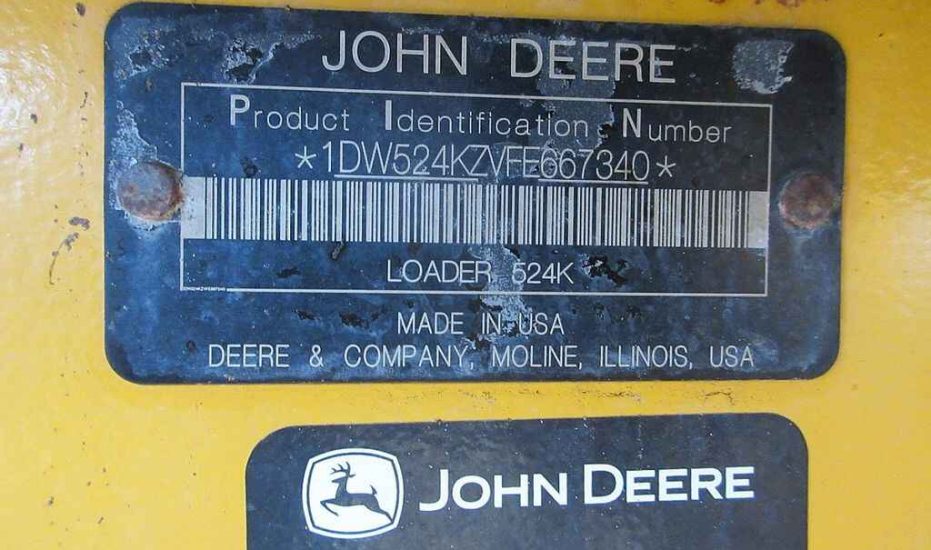 JOHN DEERE
Product Identification Number
*1DW524KZVFE667340*
LOADER 524K
MADE IN USA
DEERE & COMPANY, MOLINE, ILLINOIS, USA
JOHN DEERE